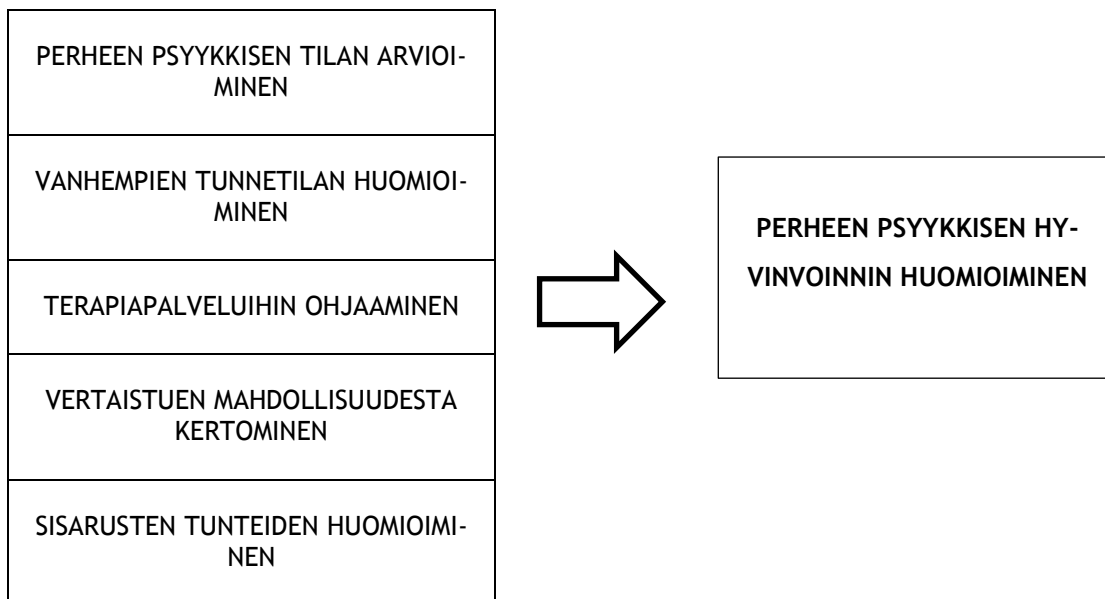 PERHEEN PSYYKKISEN TILAN ARVIOI-
MINEN
VANHEMPIEN TUNNETILAN HUOMIOI-
MINEN
TERAPIAPALVELUIHIN OHJAAMINEN
VERTAISTUEN MAHDOLLISUUDESTA
KERTOMINEN
SISARUSTEN TUNTEIDEN HUOMIOIMI-
NEN
PERHEEN PSYYKKISEN HY-
VINVOINNIN HUOMIOIMINEN